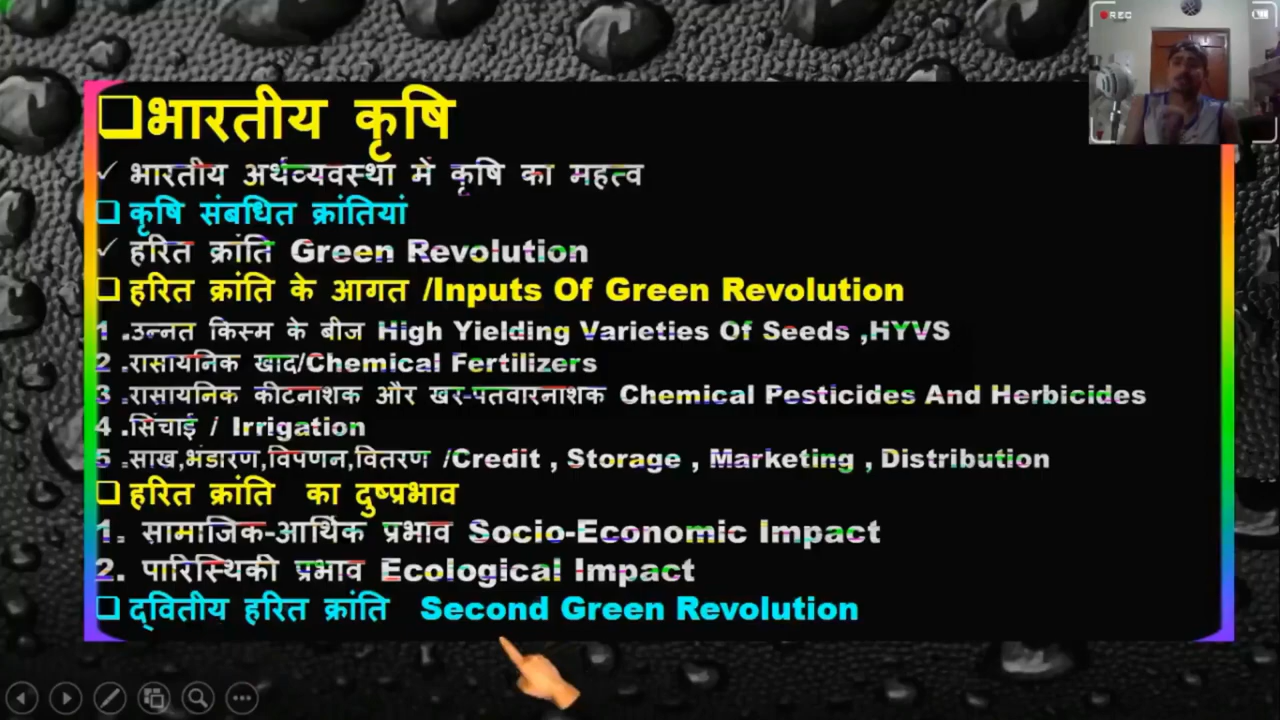 REC
❑भारतीय कृषि
✓ भारतीय अर्थव्यवस्था में कृषि का महत्व
❑ कृषि संबधित क्रांतियां
✓ हरित क्रांति Green Revolution
❑ हरित क्रांति के आगत /Inputs Of Green Revolution
1 .उन्नत किस्म के बीज High Yielding Varieties Of Seeds ,HYVS
2 .रासायनिक खाद/Chemical Fertilizers
3 .रासायनिक कीटनाशक और खर-पतवारनाशक Chemical Pesticides And Herbicides
4 .सिंचाई / Irrigation
5 .साख,भंडारण,विपणन,वितरण /Credit , Storage , Marketing , Distribution
❑ हरित क्रांति का दुष्प्रभाव
1. सामाजिक-आर्थिक प्रभाव Socio-Economic Impact
2. पारिस्थिकी प्रभाव Ecological Impact
❑ द्वितीय हरित क्रांति Second Green Revolution